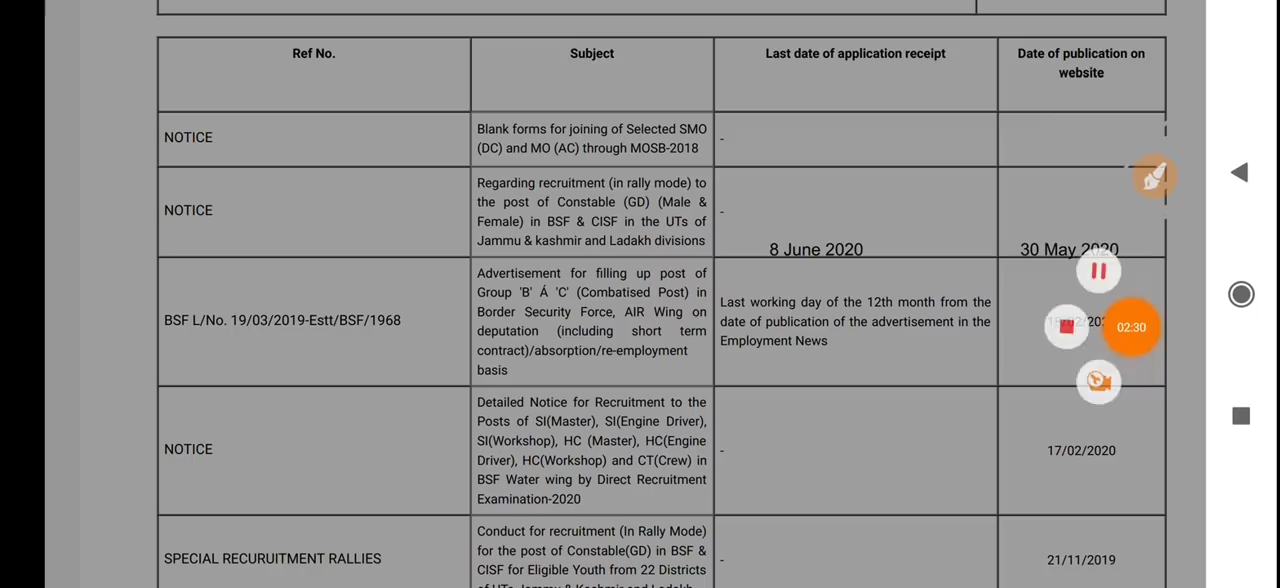 Ref No.
Subject
Last date of application receipt
Date of publication on
website
NOTICE
Blank forms for joining of Selected SMO
(DC) and MO (AC) through MOSB-2018
-
NOTICE
Regarding recruitment (in rally mode) to
the post of Constable (GD) (Male &
Female) in BSF & CISF in the UTs of
Jammu & kashmir and Ladakh divisions
-
8 June 2020
30 May 2020
BSF L/No. 19/03/2019-Estt/BSF/1968
Advertisement for filling up post of
Group 'B' Á 'C' (Combatised Post) in
Border Security Force, AIR Wing on
deputation (including short term
contract)/absorption/re-employment
basis
Last working day of the 12th month from the
date of publication of the advertisement in the
Employment News
02:30
NOTICE
Detailed Notice for Recruitment to the
Posts of SI(Master), SI(Engine Driver),
SI(Workshop), HC (Master), HC(Engine
Driver), HC(Workshop) and CT(Crew) in
BSF Water wing by Direct Recruitment
Examination-2020
-
17/02/2020
SPECIAL RECURUITMENT RALLIES
Conduct for recruitment (In Rally Mode)
for the post of Constable(GD) in BSF &
CISF for Eligible Youth from 22 Districts
of UTs Jammu & Kashmir and Ladakh
-
21/11/2019